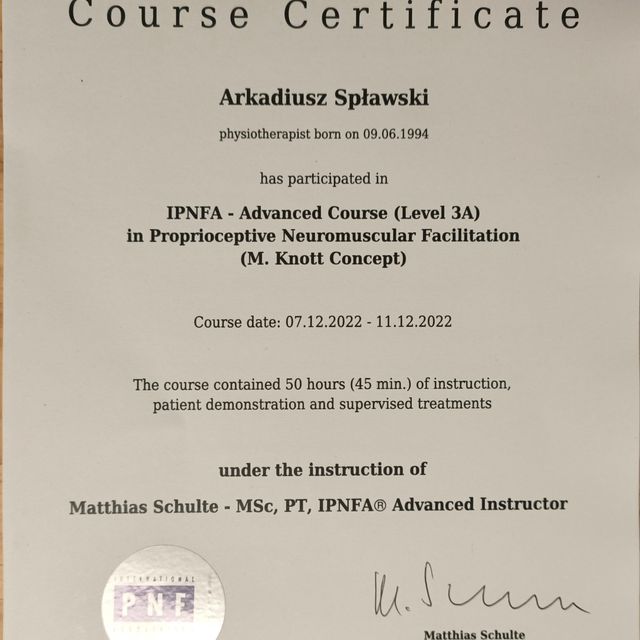 Course Certificate
Arkadiusz Spławski
physiotherapist born on 09.06.1994
has participated in
IPNFA - Advanced Course (Level 3A)
in Proprioceptive Neuromuscular Facilitation
(M. Knott Concept)
Course date: 07.12.2022 - 11.12.2022
The course contained 50 hours (45 min.) of instruction,
patient demonstration and supervised treatments
under the instruction of
Matthias Schulte - MSc, PT, IPNFA® Advanced Instructor
INTERNATIONAL
PNF
Matthias Schulte